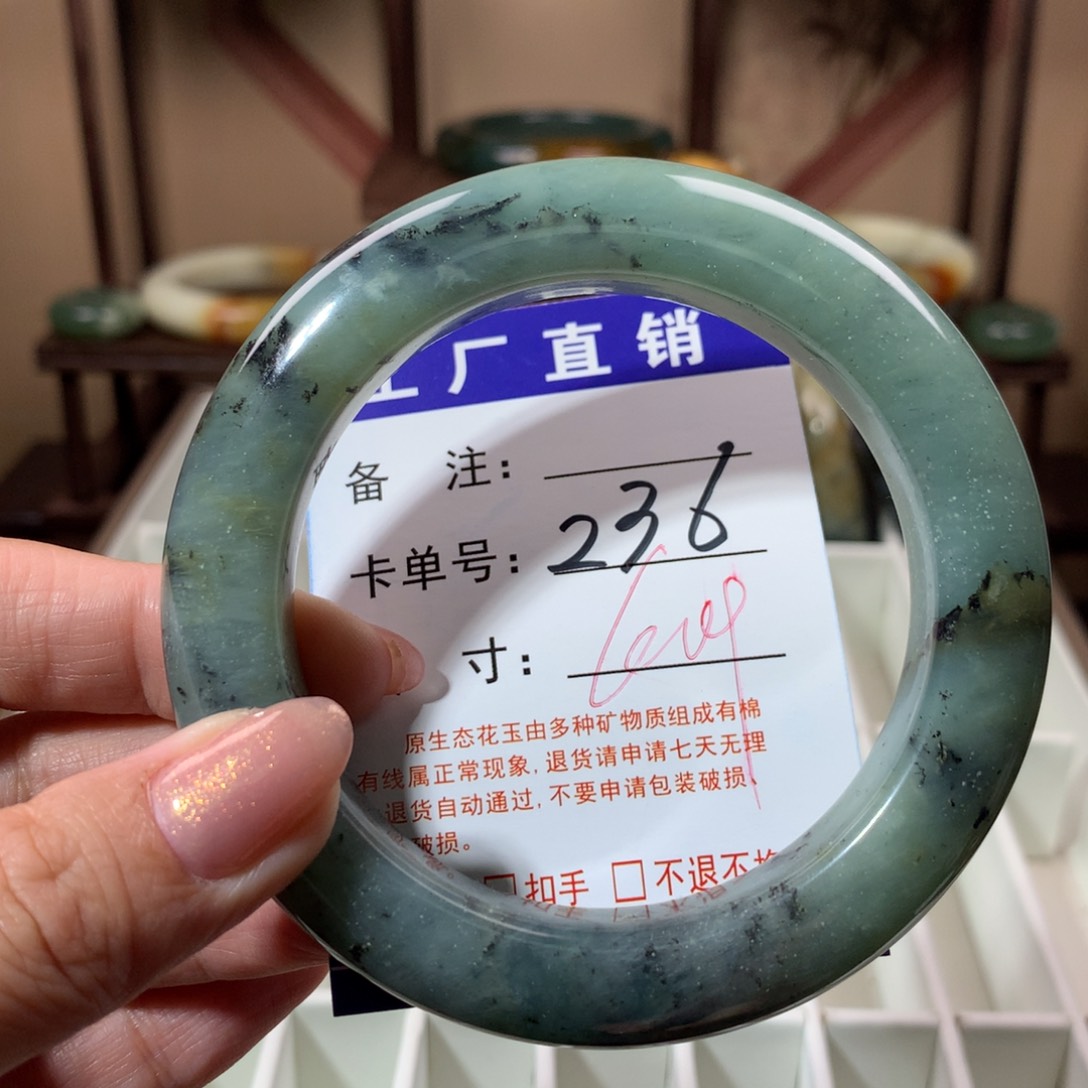 工厂直销
备 注：
卡单号：236
寸：
原生态花玉由多种矿物质组成有棉
有线属正常现象，退货请申请七天无理
退货自动通过，不要申请包装破损。
破损。
扣手 □不退不换